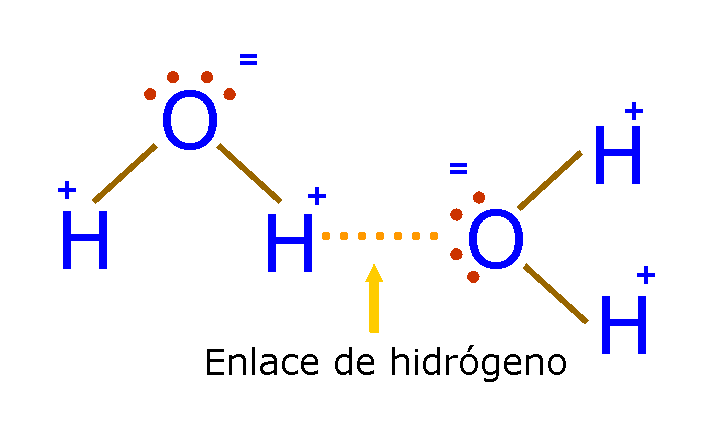 =
O
+
H
+
H
=
O
+
H
+
H
Enlace de hidrógeno